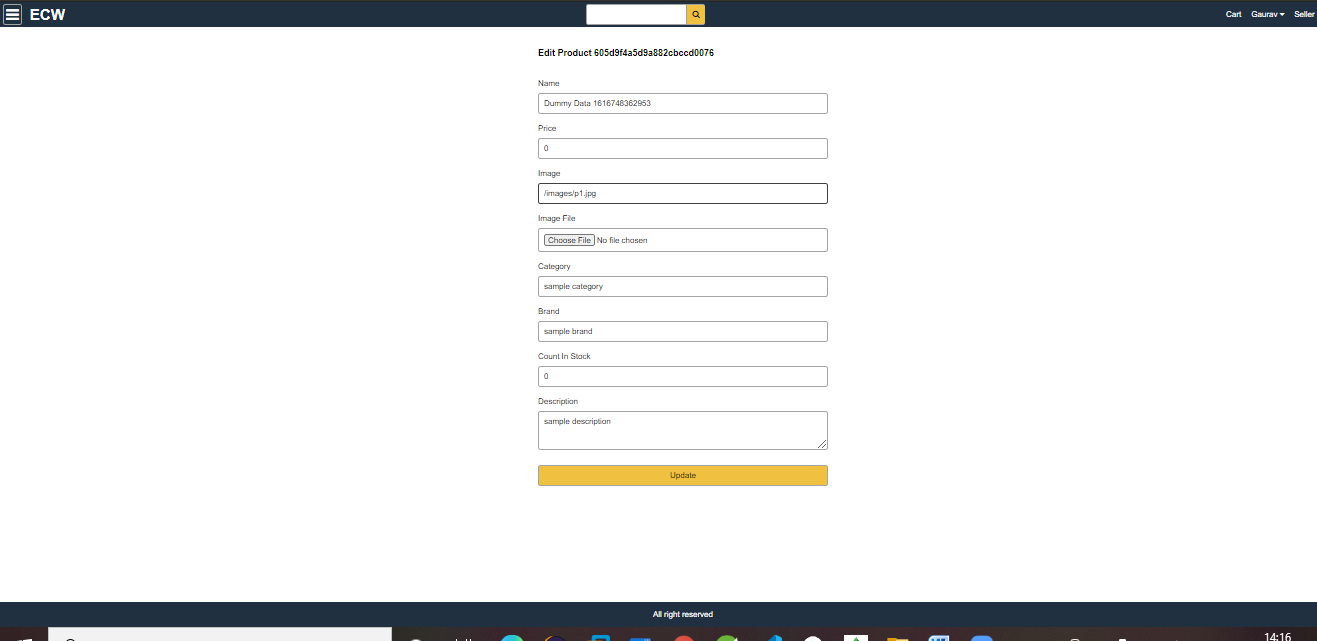 ECW
Cart Gaurav Seller
Edit Product 605d9f4a5d9a882cbccd0076
Name
Dummy Data 1616748362953
Price
0
Image
/images/p1.jpg
Image File
Choose File No file chosen
Category
sample category
Brand
sample brand
Count In Stock
0
Description
sample description
Update
All right reserved
14:16